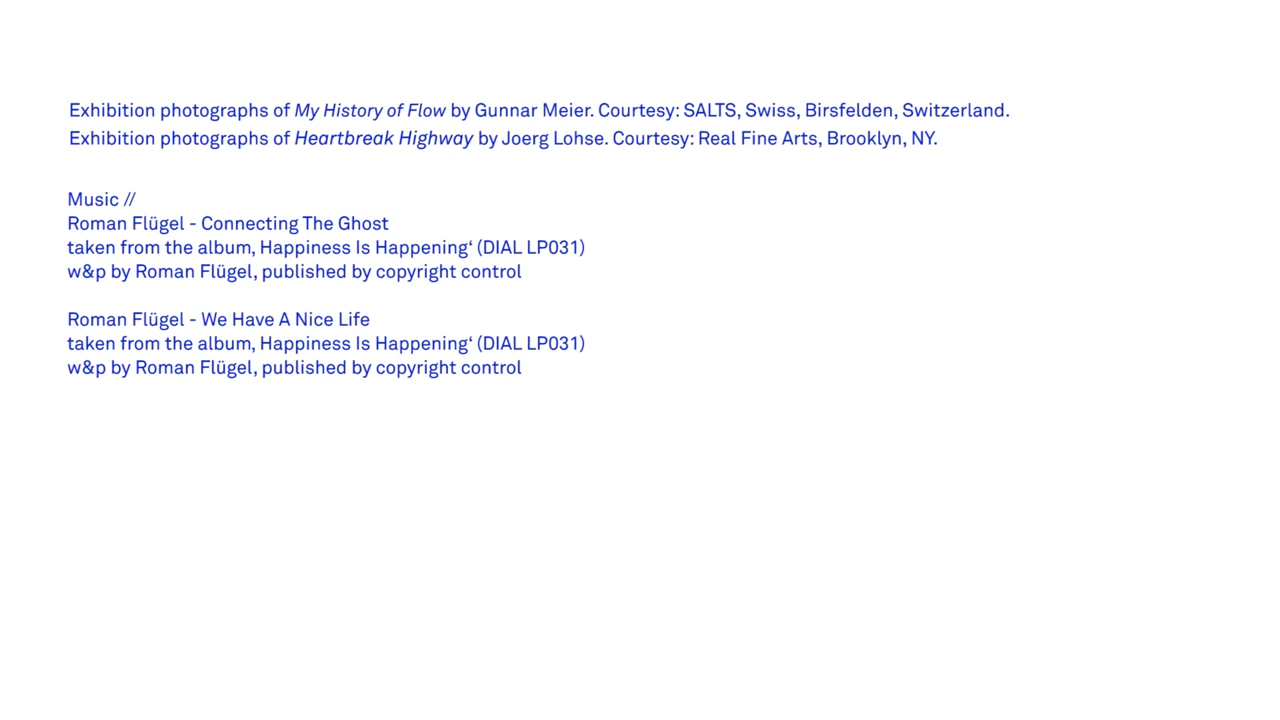 Exhibition photographs of My History of Flow by Gunnar Meier. Courtesy: SALTS, Swiss, Birsfelden, Switzerland.
Exhibition photographs of Heartbreak Highway by Joerg Lohse. Courtesy: Real Fine Arts, Brooklyn, NY.
Music //
Roman Flügel - Connecting The Ghost
taken from the album, Happiness Is Happening‘ (DIAL LP031)
w&p by Roman Flügel, published by copyright control
Roman Flügel - We Have A Nice Life
taken from the album, Happiness Is Happening‘ (DIAL LP031)
w&p by Roman Flügel, published by copyright control